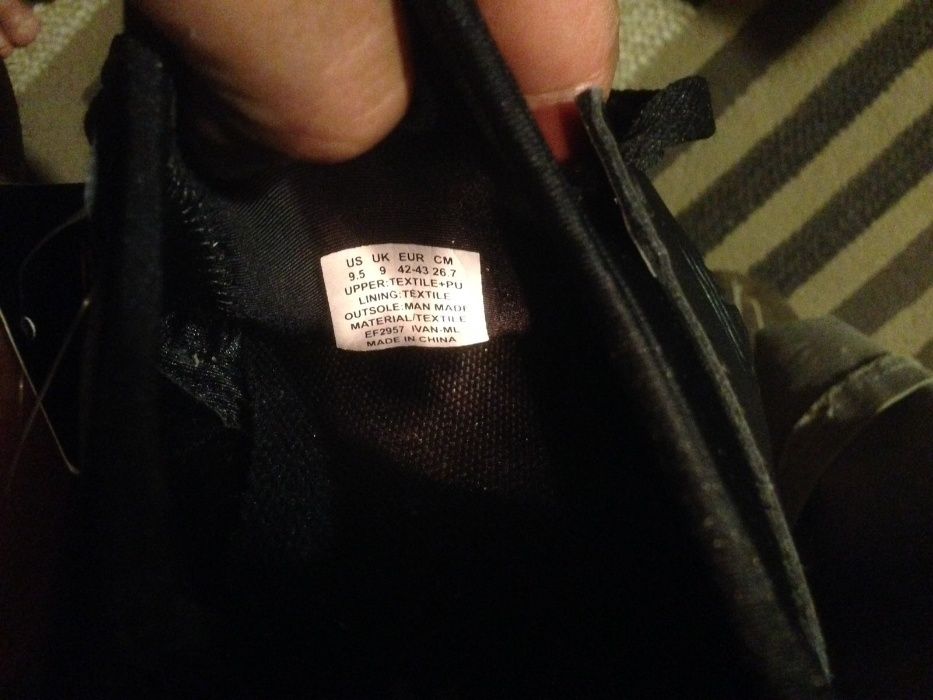 US UK EUR CM
9.5 9 42-43 26.7
UPPER:TEXTILE+PU
LINING:TEXTILE
OUTSOLE:MAN MADE
MATERIAL/TEXTILE
EF2957 IVAN-ML
MADE IN CHINA